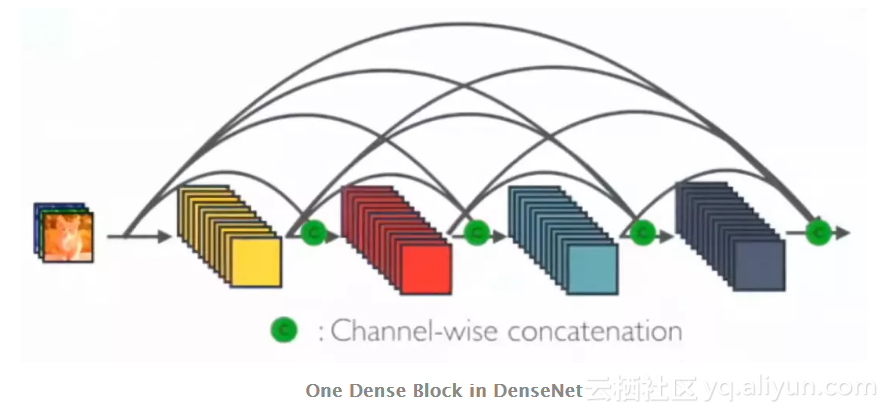 C C C C
C : Channel-wise concatenation
One Dense Block in DenseNet
云栖社区 yq.aliyun.com